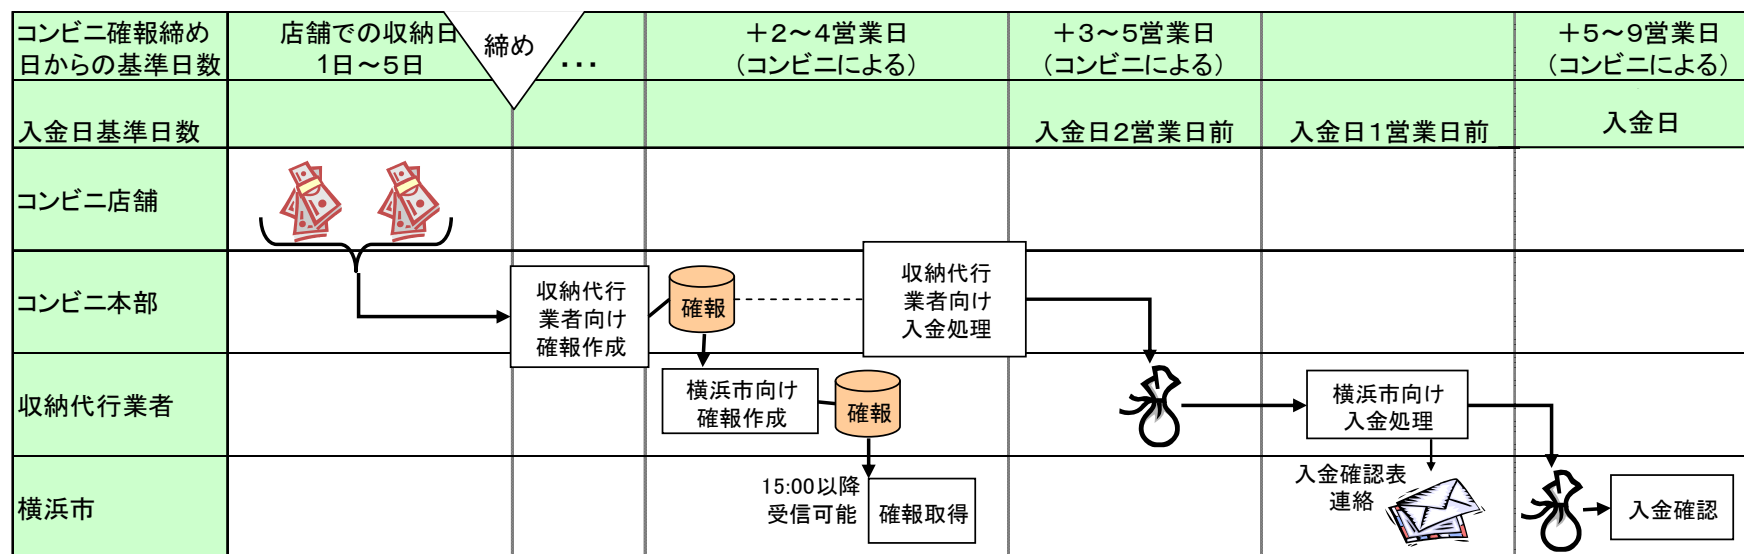 コンビニ確報締め
日からの基準日数
店舗での収納日
1日～5日
締め
・・・
＋2～4営業日
（コンビニによる）
＋3～5営業日
（コンビニによる）
＋5～9営業日
（コンビニによる）
入金日基準日数
入金日2営業日前
入金日1営業日前
入金日
コンビニ店舗
コンビニ本部
収納代行
業者向け
確報作成
確報
収納代行
業者向け
入金処理
収納代行業者
横浜市向け
確報作成
確報
横浜市向け
入金処理
横浜市
15:00以降
受信可能
確報取得
入金確認表
連絡
入金確認